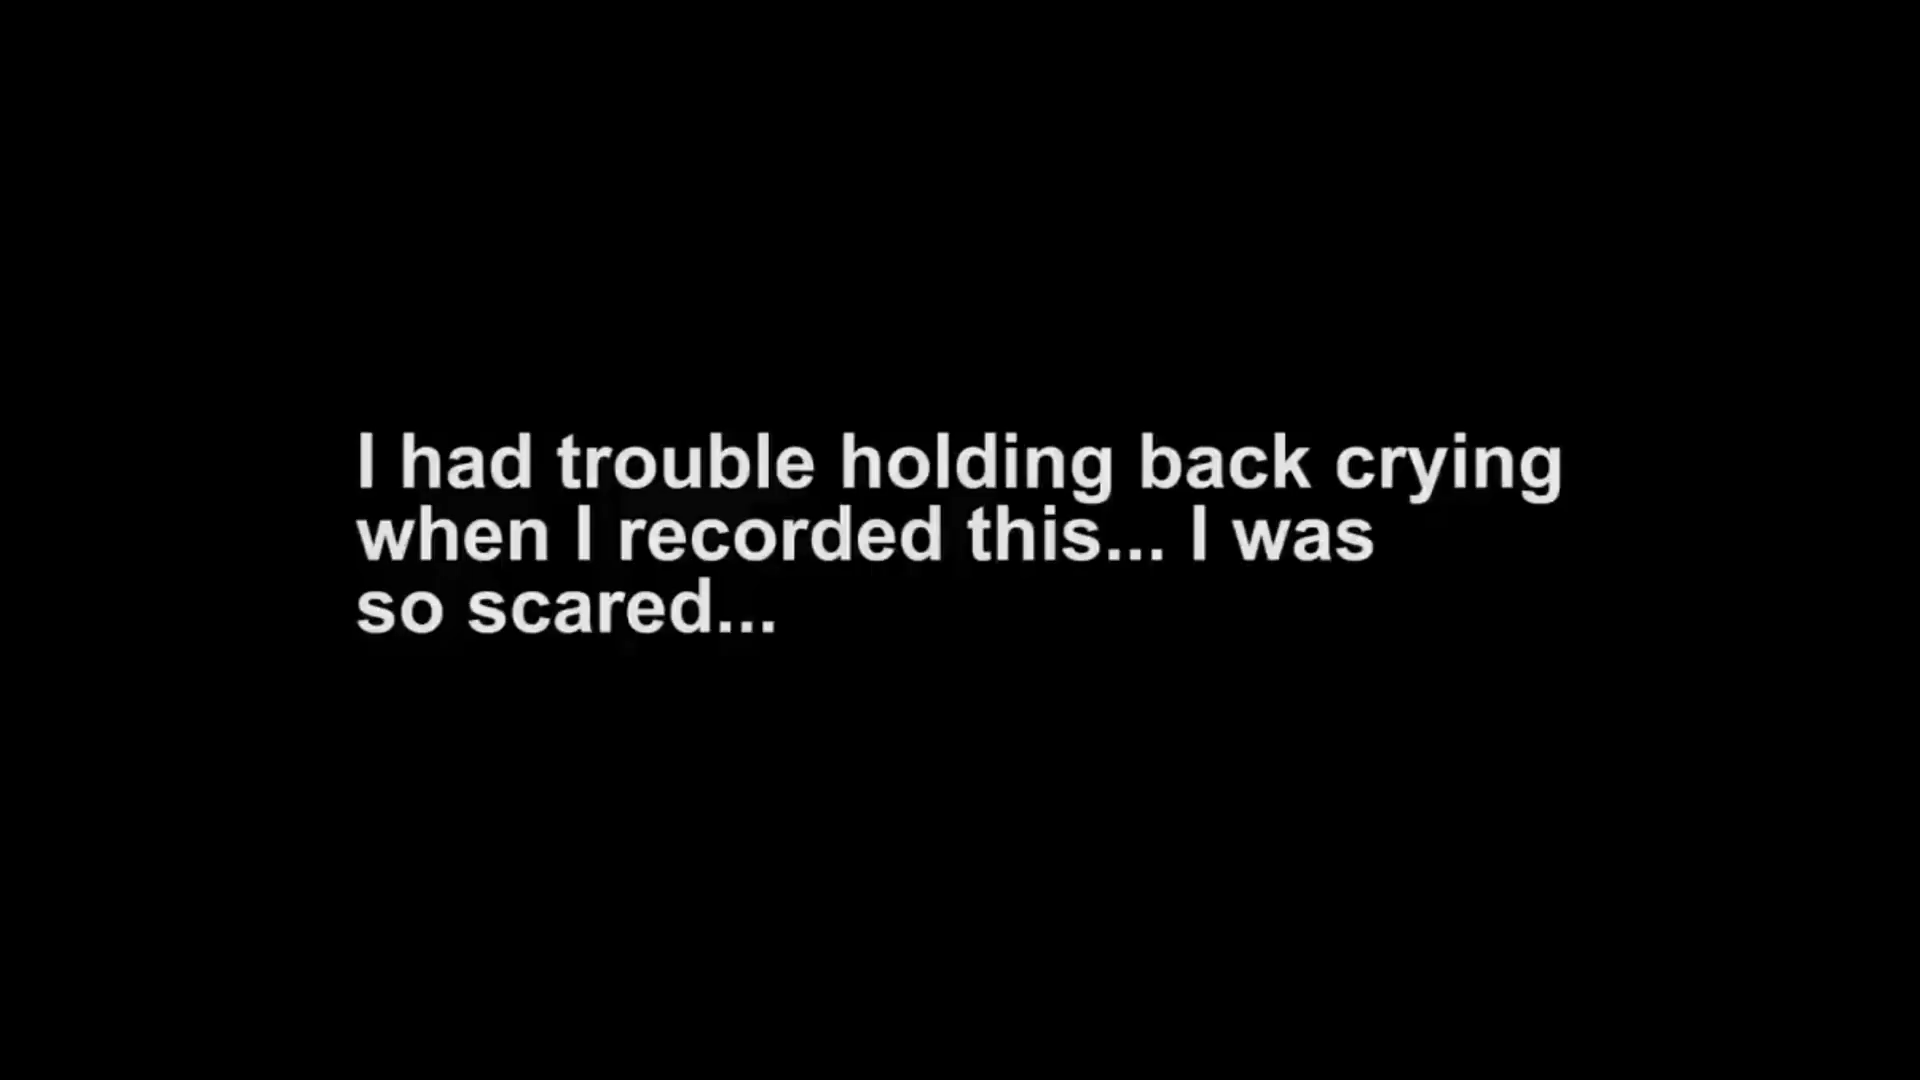 I had trouble holding back crying
when I recorded this... I was
so scared...